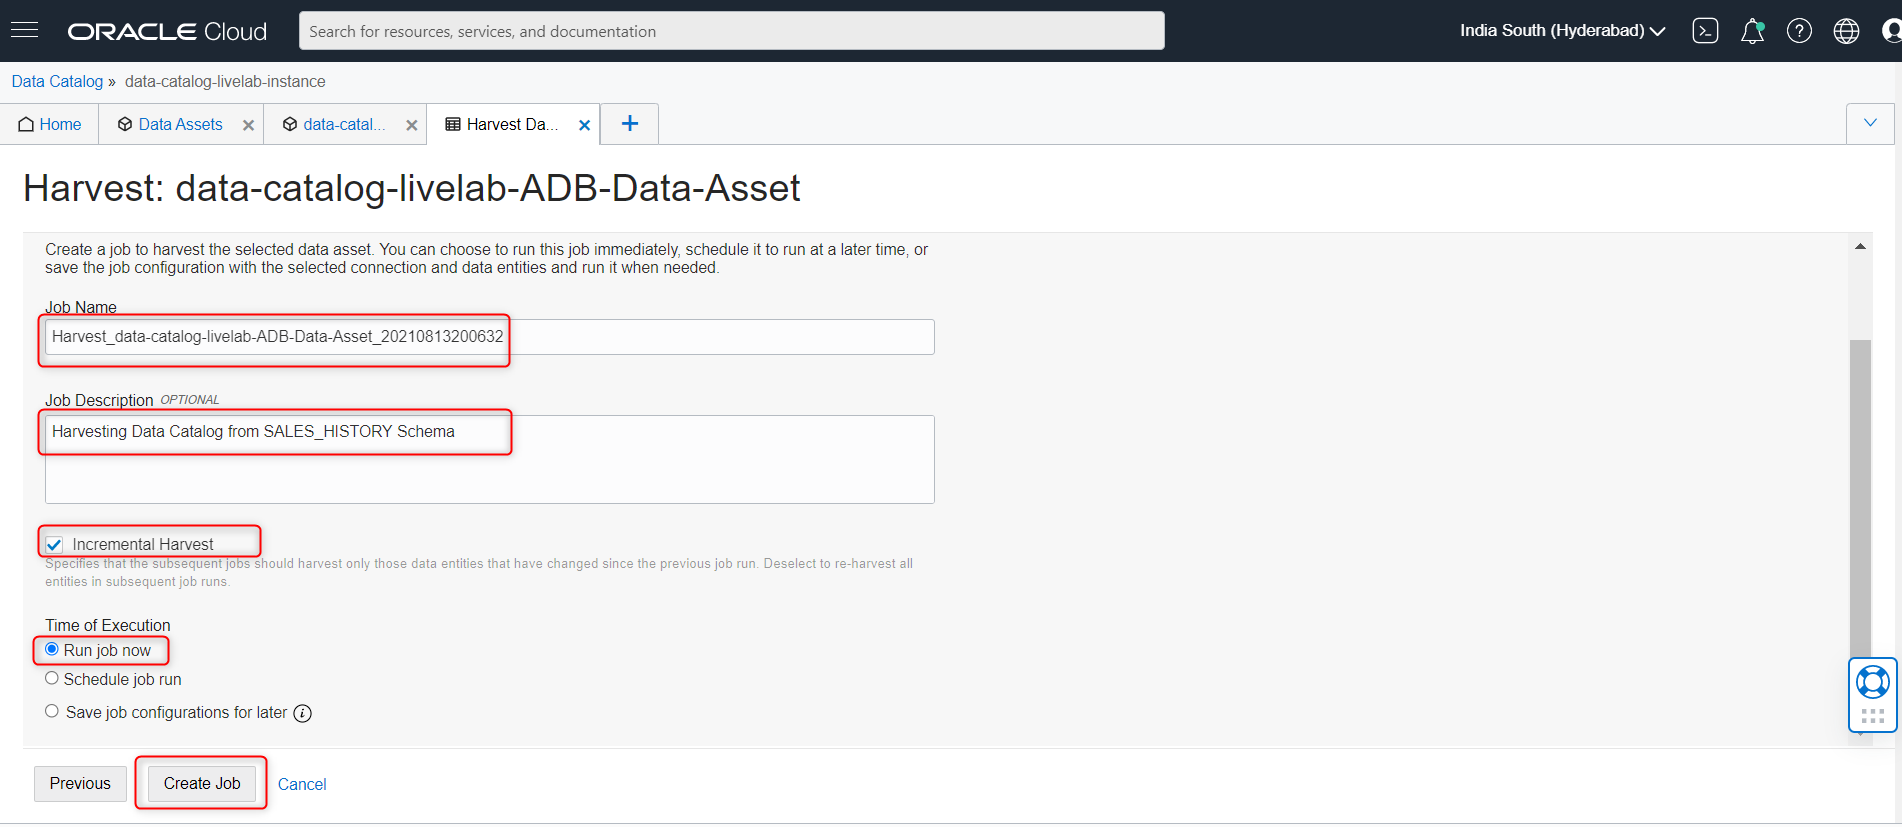 ORACLE Cloud
Search for resources, services, and documentation
India South (Hyderabad)
Data Catalog » data-catalog-livelab-instance
Home
Data Assets
data-catal...
Harvest Da...
Harvest: data-catalog-livelab-ADB-Data-Asset
Create a job to harvest the selected data asset. You can choose to run this job immediately, schedule it to run at a later time, or
save the job configuration with the selected connection and data entities and run it when needed.
Job Name
Harvest_data-catalog-livelab-ADB-Data-Asset_20210813200632
Job Description OPTIONAL
Harvesting Data Catalog from SALES_HISTORY Schema
Incremental Harvest
Specifies that the subsequent jobs should harvest only those data entities that have changed since the previous job run. Deselect to re-harvest all
entities in subsequent job runs.
Time of Execution
Run job now
Schedule job run
Save job configurations for later
Previous
Create Job
Cancel